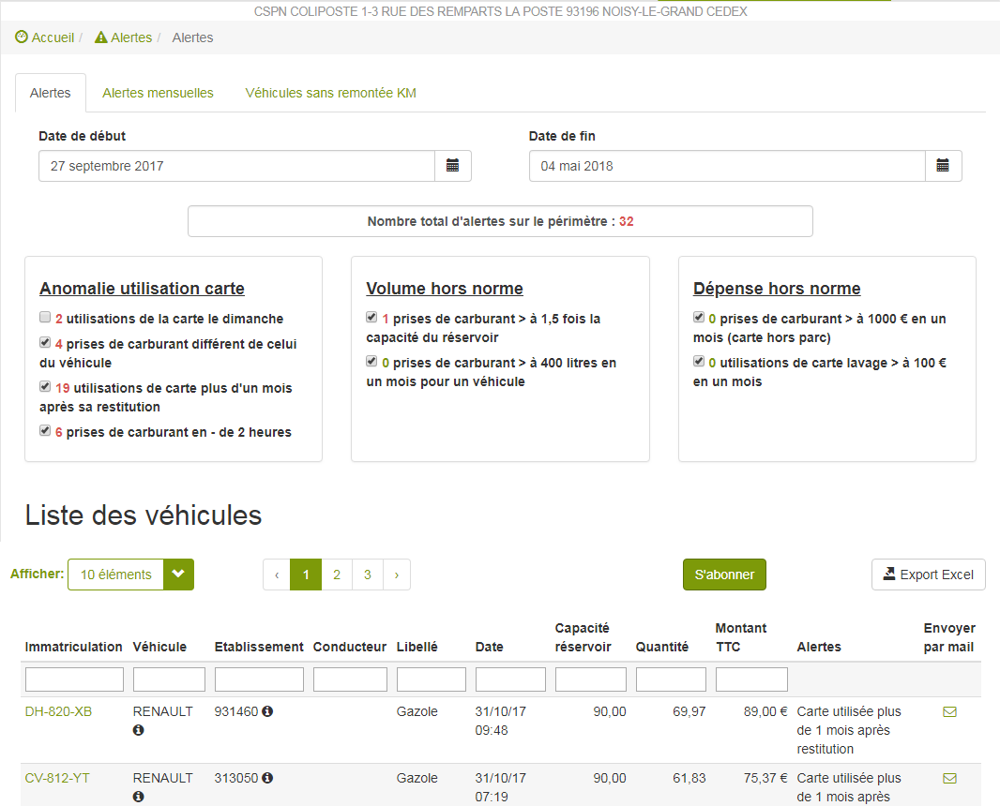 CSPN COLIPOSTE 1-3 RUE DES REMPARTS LA POSTE 93196 NOISY-LE-GRAND CEDEX
Accueil / Alertes / Alertes
Alertes Alertes mensuelles Véhicules sans remontée KM
Date de début Date de fin
27 septembre 2017 04 mai 2018
Nombre total d'alertes sur le périmètre : 32
Anomalie utilisation carte
2 utilisations de la carte le dimanche
4 prises de carburant différent de celui
du véhicule
19 utilisations de carte plus d'un mois
après sa restitution
6 prises de carburant en - de 2 heures
Volume hors norme
1 prises de carburant > à 1,5 fois la
capacité du réservoir
0 prises de carburant > à 400 litres en
un mois pour un véhicule
Dépense hors norme
0 prises de carburant > à 1000 € en un
mois (carte hors parc)
0 utilisations de carte lavage > à 100 €
en un mois
Liste des véhicules
Afficher: 10 éléments ‹ 1 2 3 › S'abonner Export Excel
Immatriculation Véhicule Etablissement Conducteur Libellé Date Capacité réservoir Quantité Montant TTC Alertes Envoyer par mail
DH-820-XB RENAULT 931460 Gazole 31/10/17 90,00 69,97 89,00 € Carte utilisée plus
09:48 de 1 mois après
restitution
CV-812-YT RENAULT 313050 Gazole 31/10/17 90,00 61,83 75,37 € Carte utilisée plus
07:19 de 1 mois après